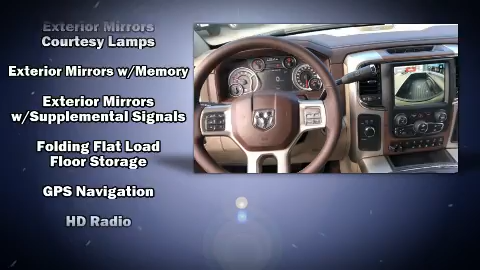 Exterior Mirrors
Courtesy Lamps
Exterior Mirrors w/Memory
Exterior Mirrors
w/Supplemental Signals
Folding Flat Load
Floor Storage
GPS Navigation
HD Radio